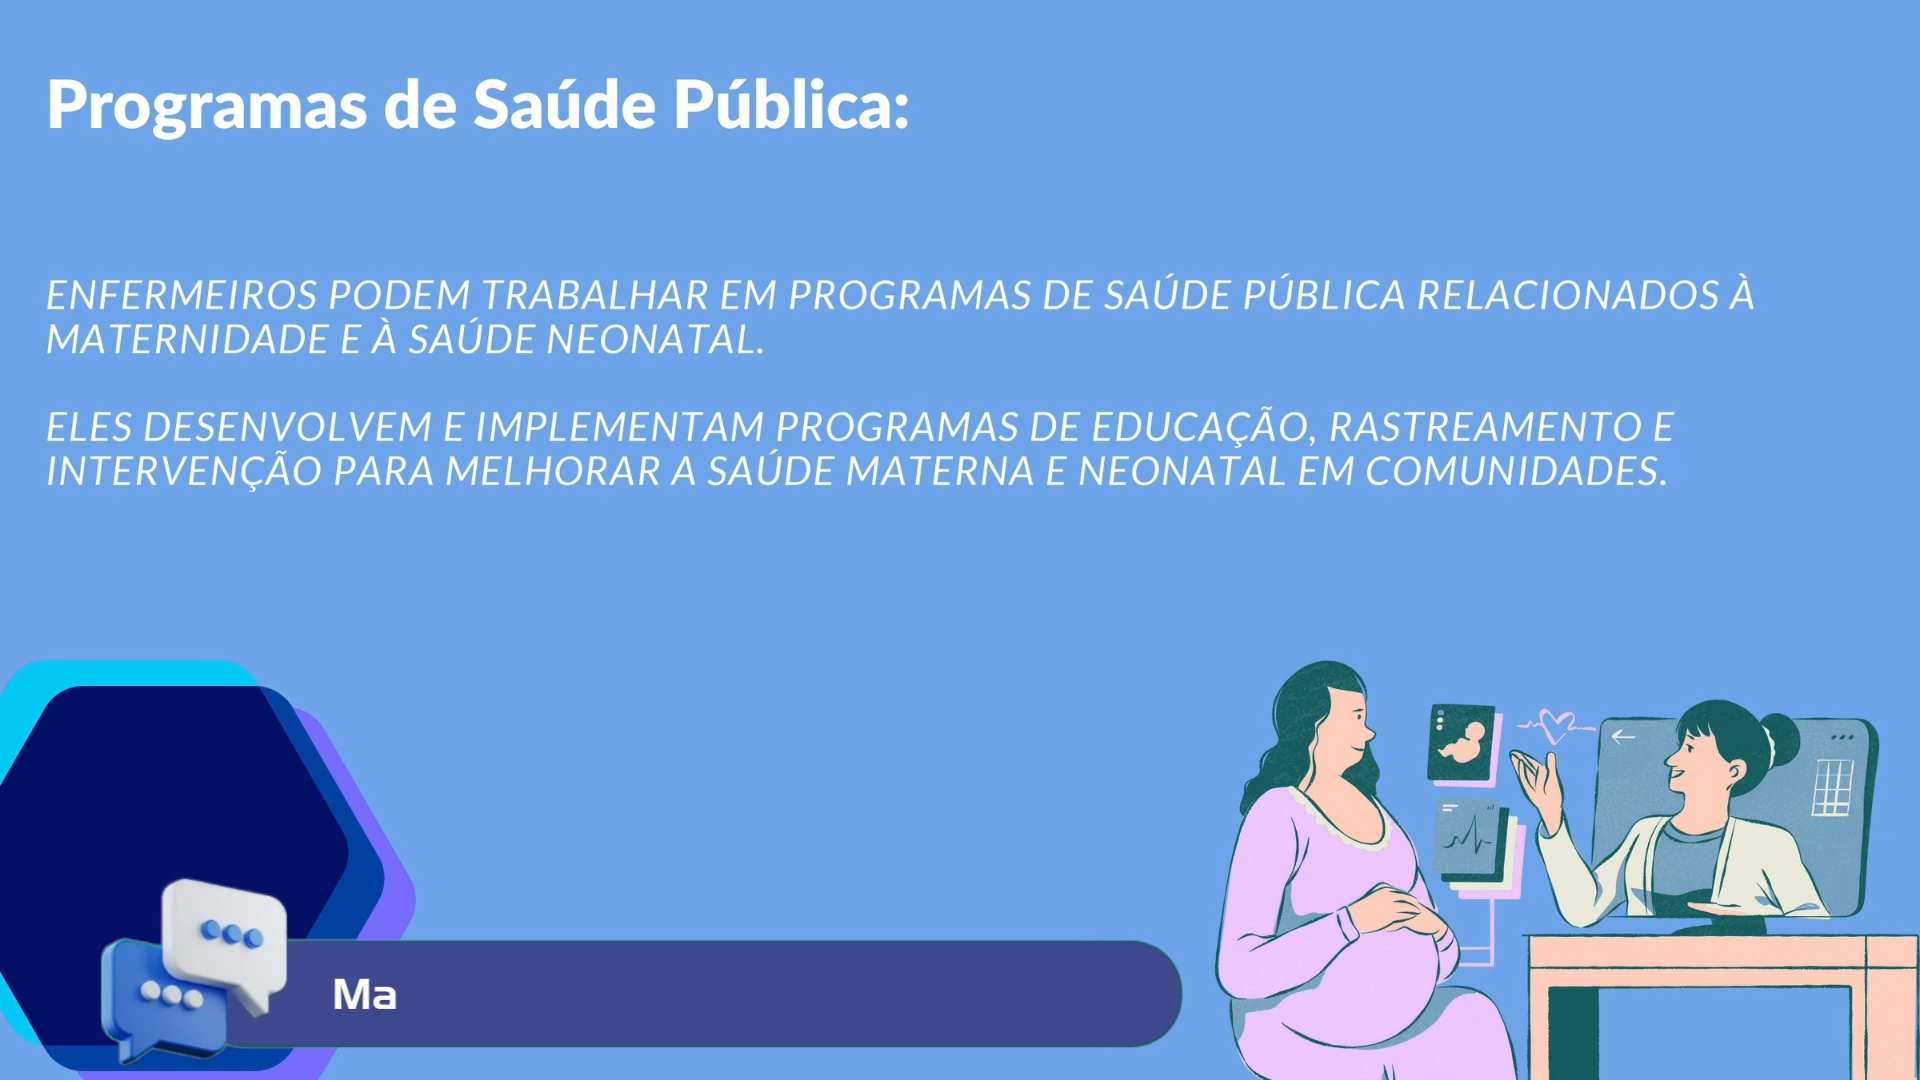 Programas de Saúde Pública:
ENFERMEIROS PODEM TRABALHAR EM PROGRAMAS DE SAÚDE PÚBLICA RELACIONADOS À
MATERNIDADE E À SAÚDE NEONATAL.
ELES DESENVOLVEM E IMPLEMENTAM PROGRAMAS DE EDUCAÇÃO, RASTREAMENTO E
INTERVENÇÃO PARA MELHORAR A SAÚDE MATERNA E NEONATAL EM COMUNIDADES.
Ma